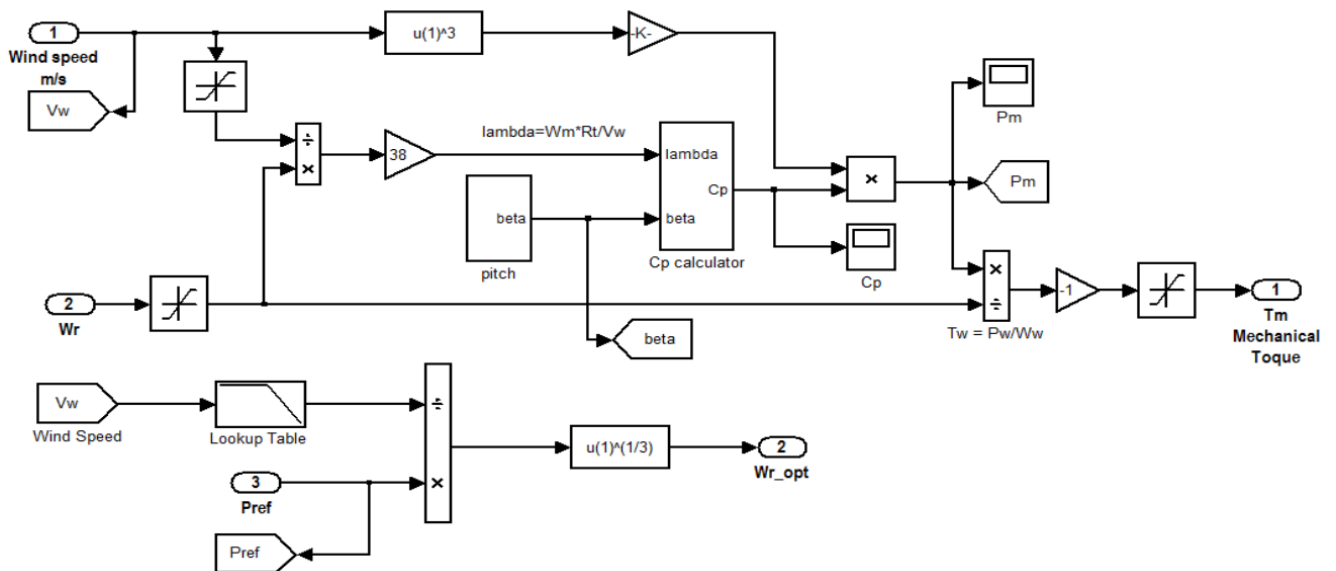 1
Wind speed
m/s
Vw
u(1)^3
-K-
Pm
÷
×
38
lambda=Wm*Rt/Vw
lambda
Cp
beta
Cp calculator
beta
pitch
×
Pm
Cp
2
Wr
beta
×
÷
Tw = Pw/Ww
-1
1
Tm
Mechanical
Toque
Vw
Wind Speed
Lookup Table
÷
×
u(1)^(1/3)
2
Wr_opt
3
Pref
Pref